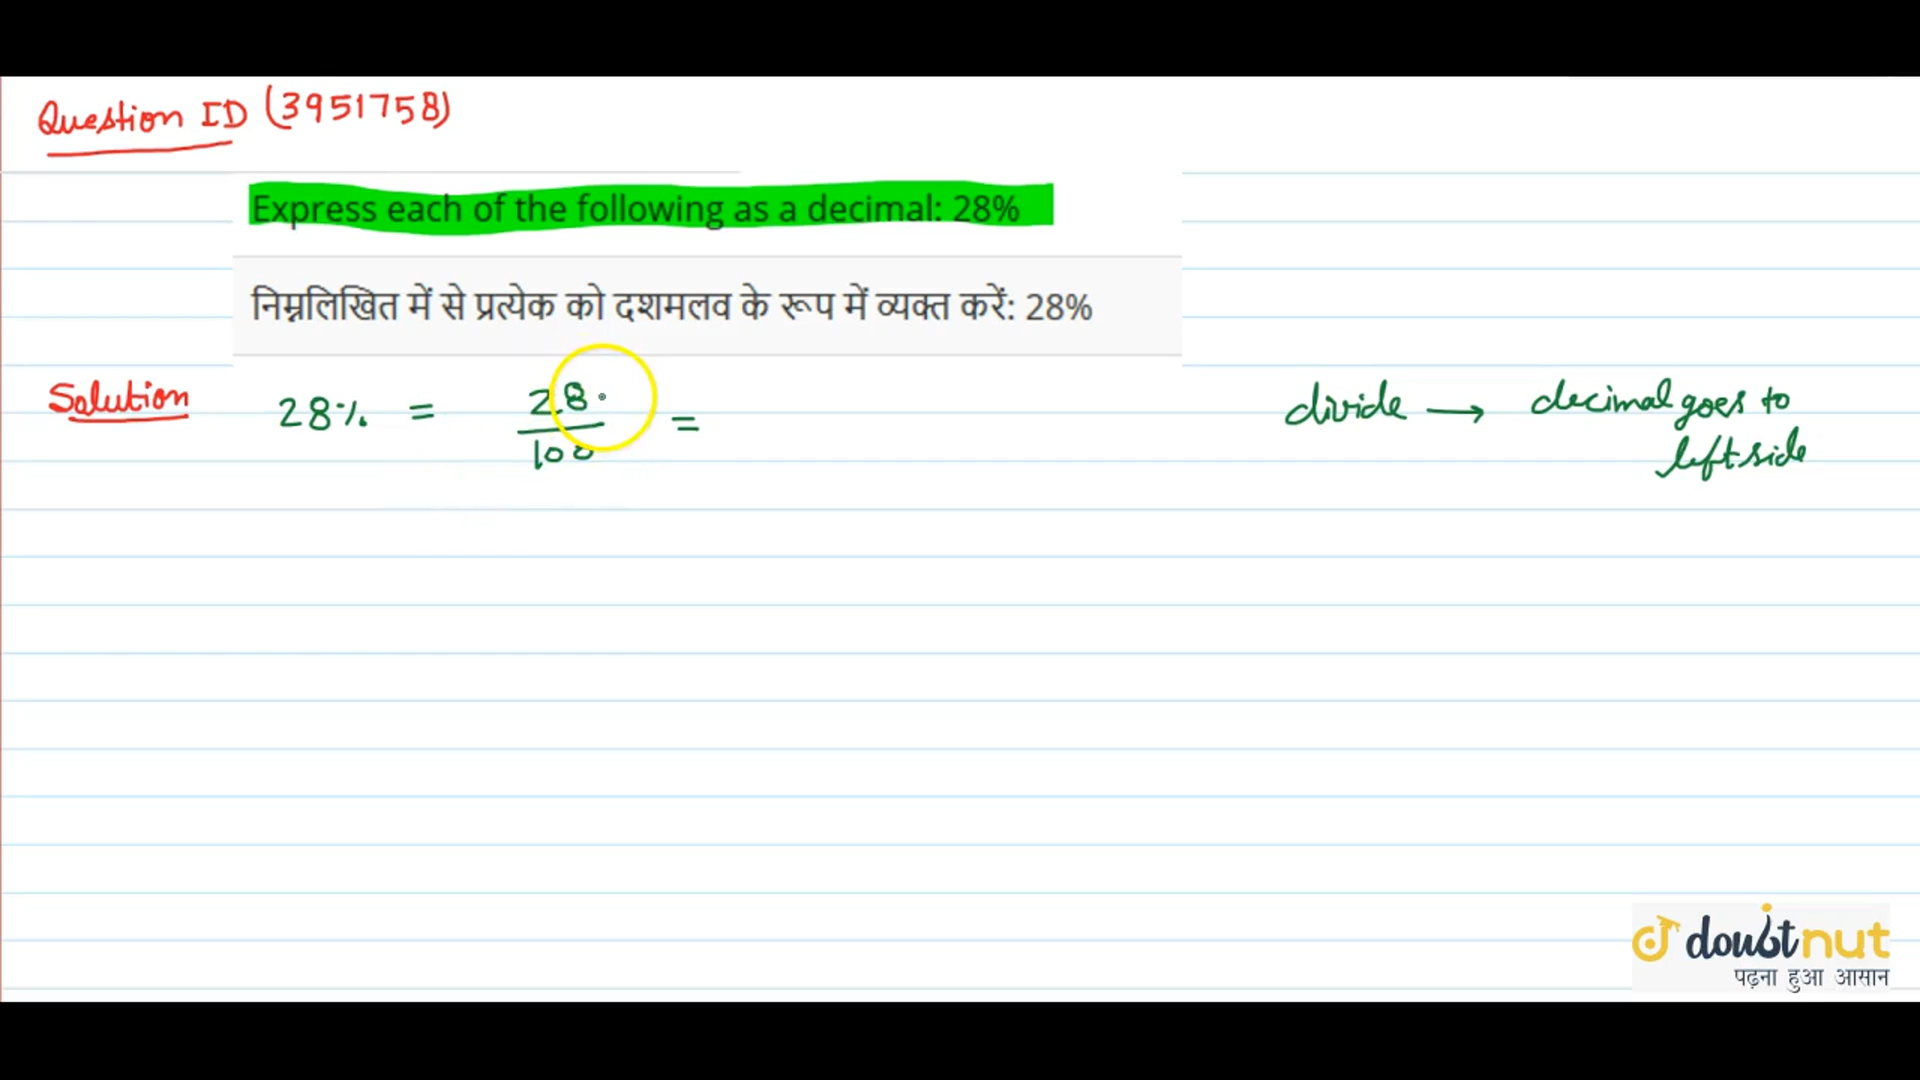 Question ID (3951758)
Express each of the following as a decimal: 28%
निम्नलिखित में से प्रत्येक को दशमलव के रूप में व्यक्त करें: 28%
Solution 28% = 28. / 100 = divide → decimal goes to
left side
doubtnut
पढ़ना हुआ आसान